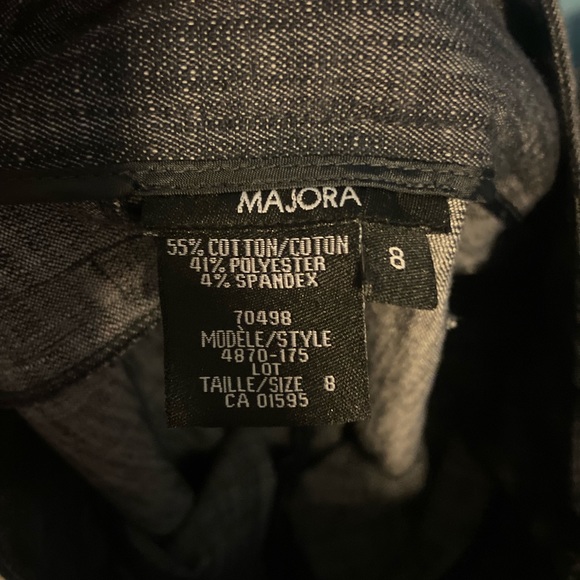 MAJORA
55% COTTON/COTON
41% POLYESTER
4% SPANDEX
8
70498
MODÈLE/STYLE
4870-175
LOT
TAILLE/SIZE 8
CA 01595